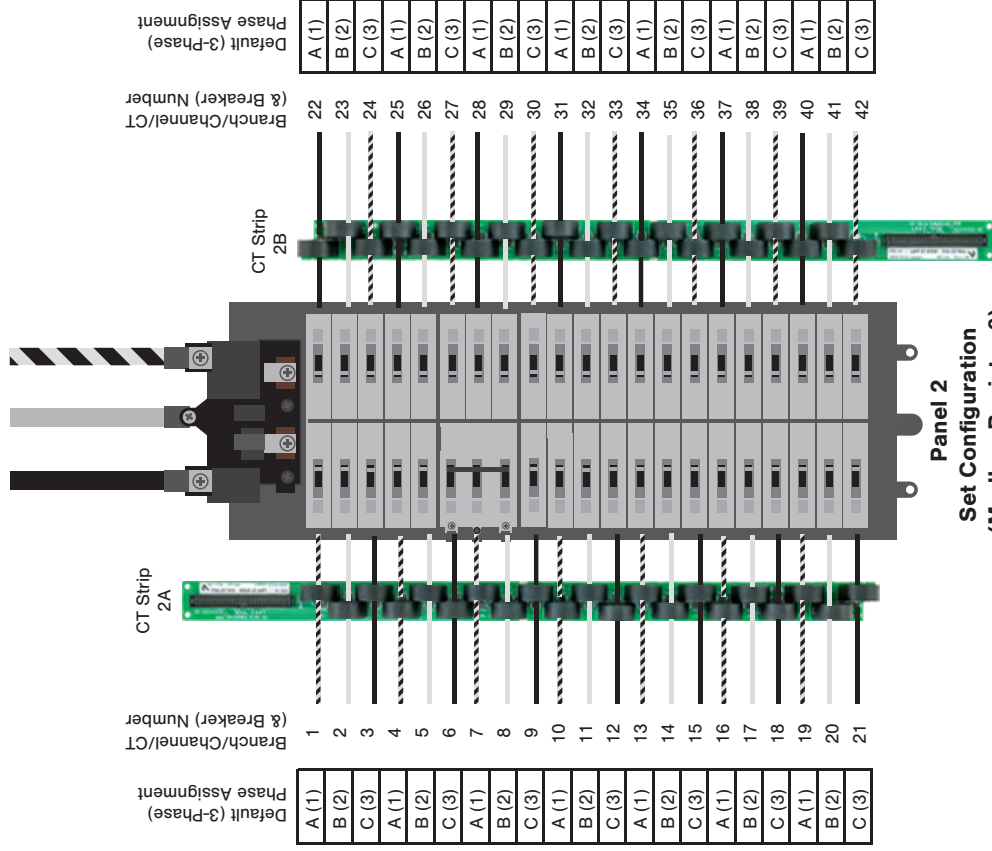 Default (3-Phase)
Phase Assignment
A (1)
B (2)
C (3)
A (1)
B (2)
C (3)
A (1)
B (2)
C (3)
A (1)
B (2)
C (3)
A (1)
B (2)
C (3)
A (1)
B (2)
C (3)
A (1)
B (2)
C (3)
Branch/Channel/CT
(& Breaker) Number
22
23
24
25
26
27
28
29
30
31
32
33
34
35
36
37
38
39
40
41
42
CT Strip
2B
CT Strip
2A
Branch/Channel/CT
(& Breaker) Number
1
2
3
4
5
6
7
8
9
10
11
12
13
14
15
16
17
18
19
20
21
Default (3-Phase)
Phase Assignment
A (1)
B (2)
C (3)
A (1)
B (2)
C (3)
A (1)
B (2)
C (3)
A (1)
B (2)
C (3)
A (1)
B (2)
C (3)
A (1)
B (2)
C (3)
A (1)
B (2)
C (3)
Panel 2
Set Configuration